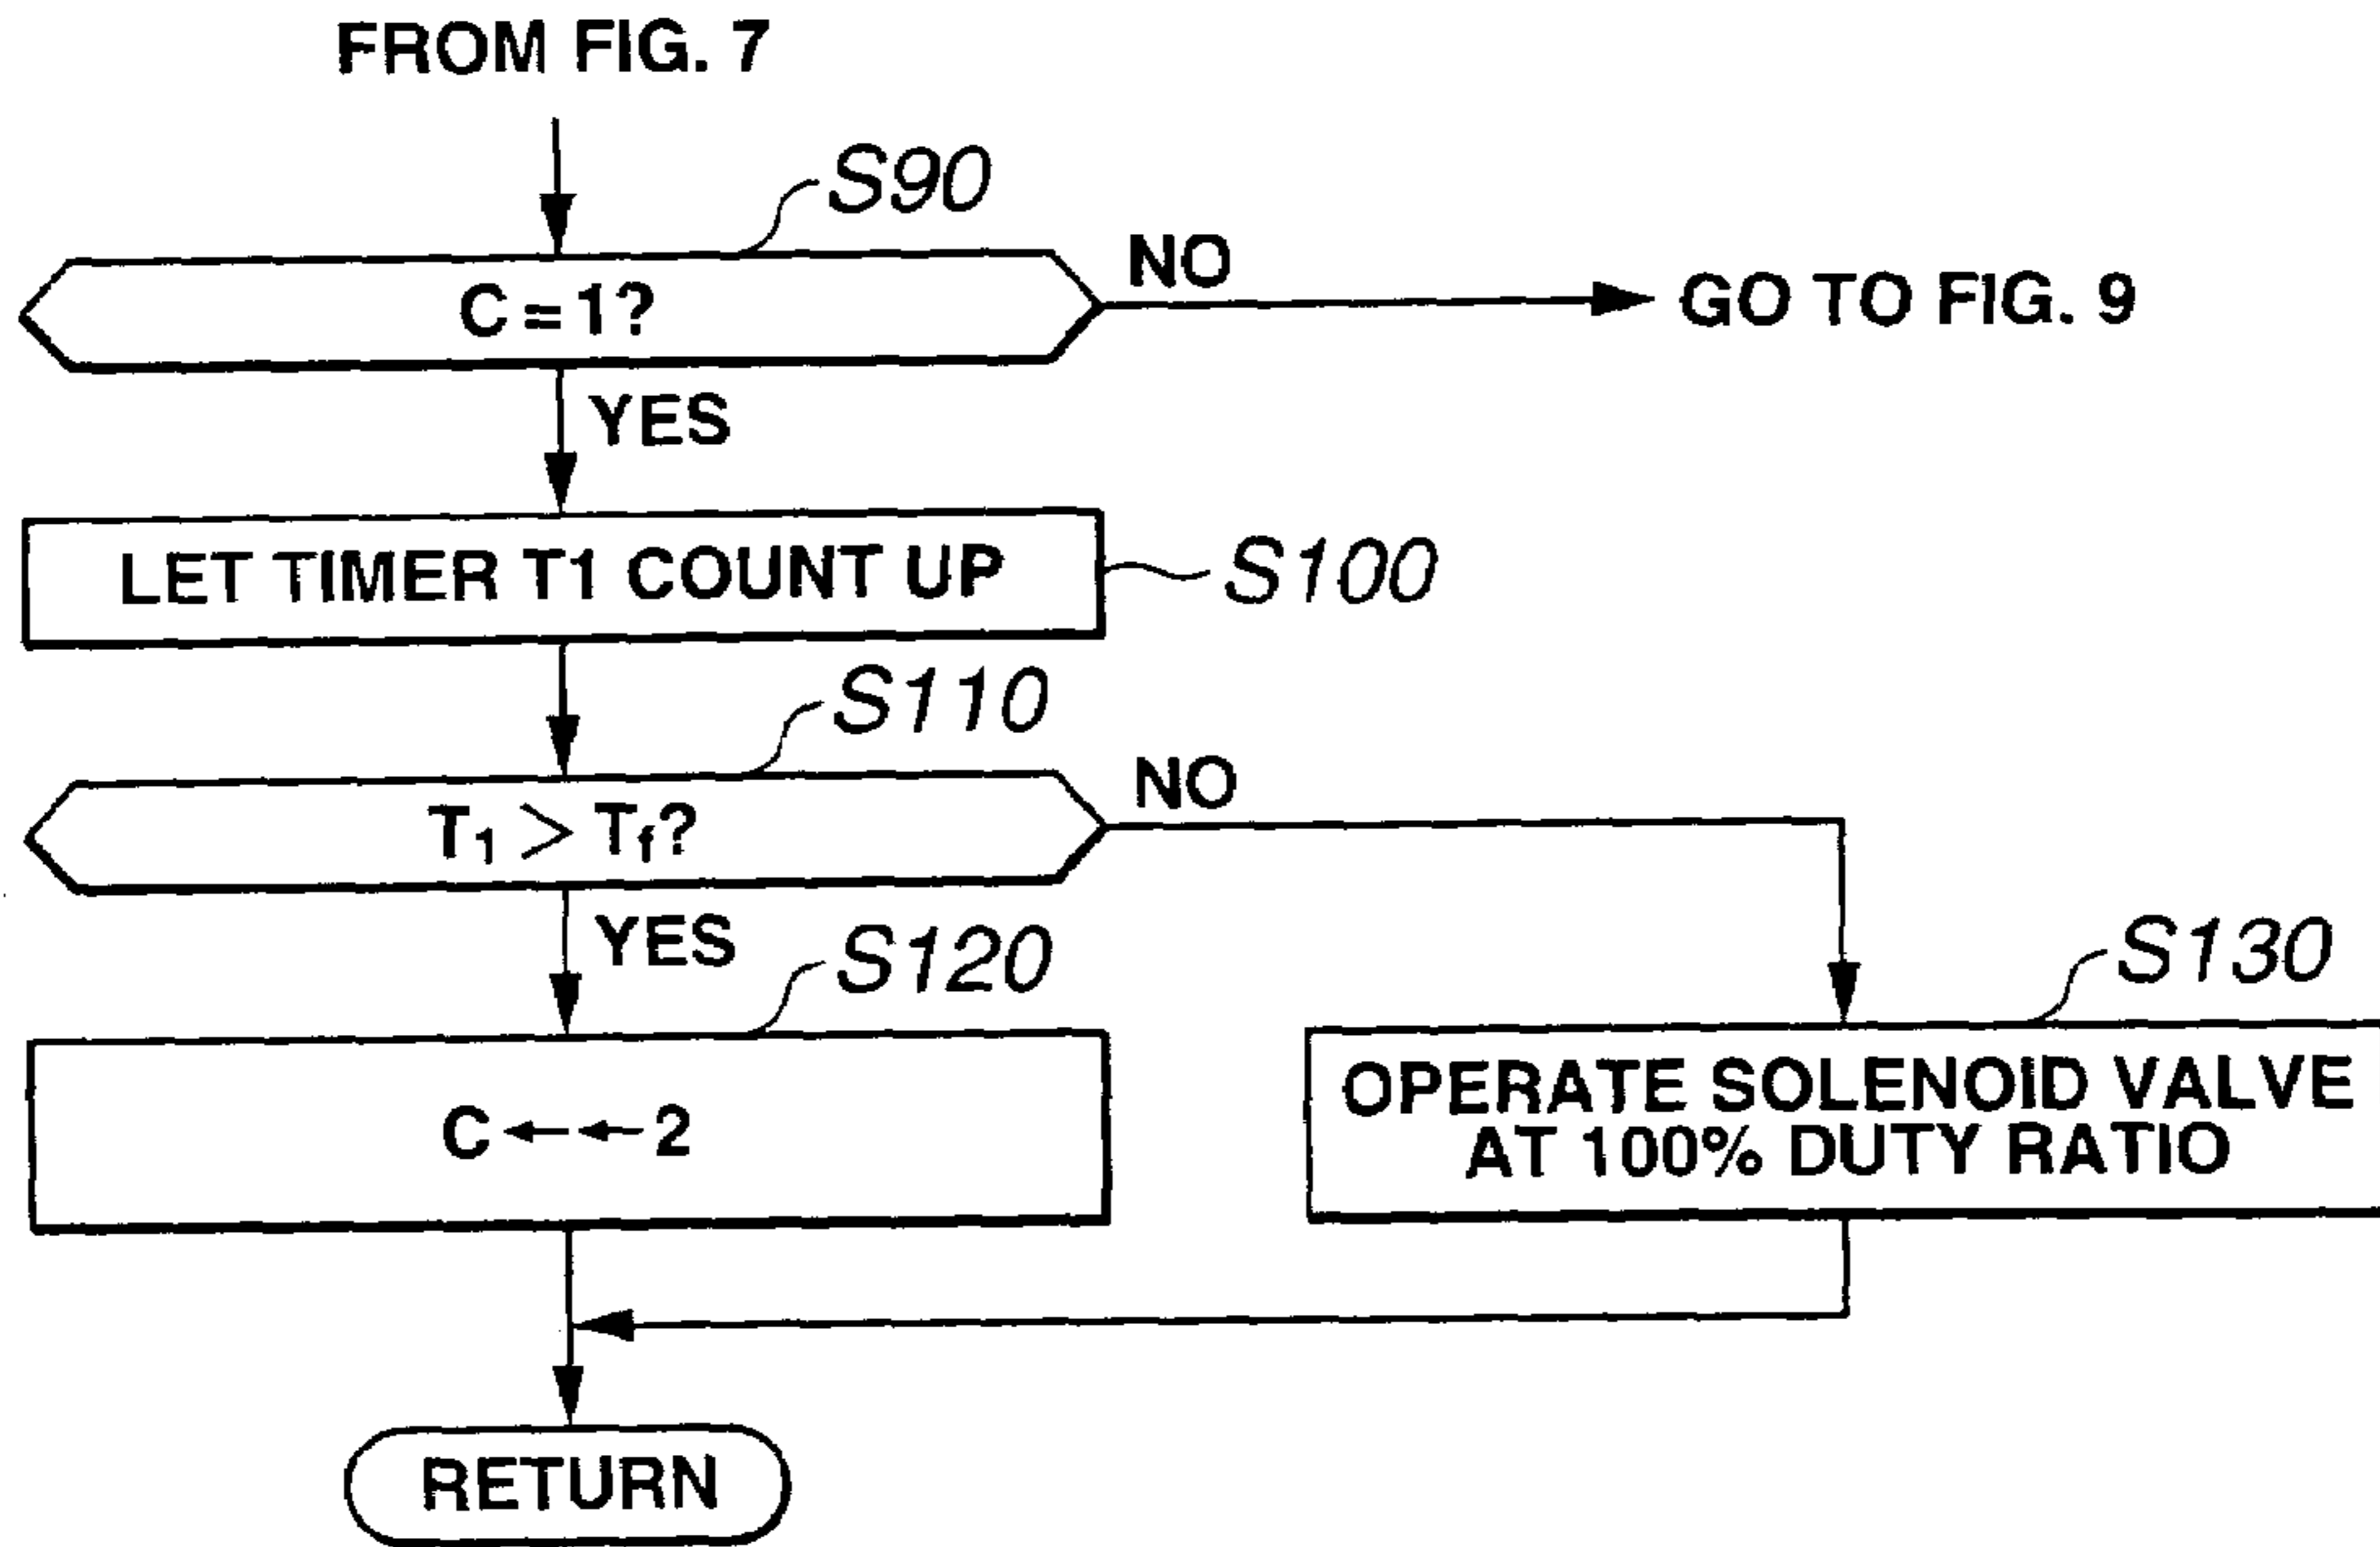 FROM FIG. 7
S90
C = 1?
NO
GO TO FIG. 9
YES
LET TIMER T1 COUNT UP
S100
S110
T1 > Tf?
NO
YES
S120
S130
C ←← 2
OPERATE SOLENOID VALVE
AT 100% DUTY RATIO
RETURN